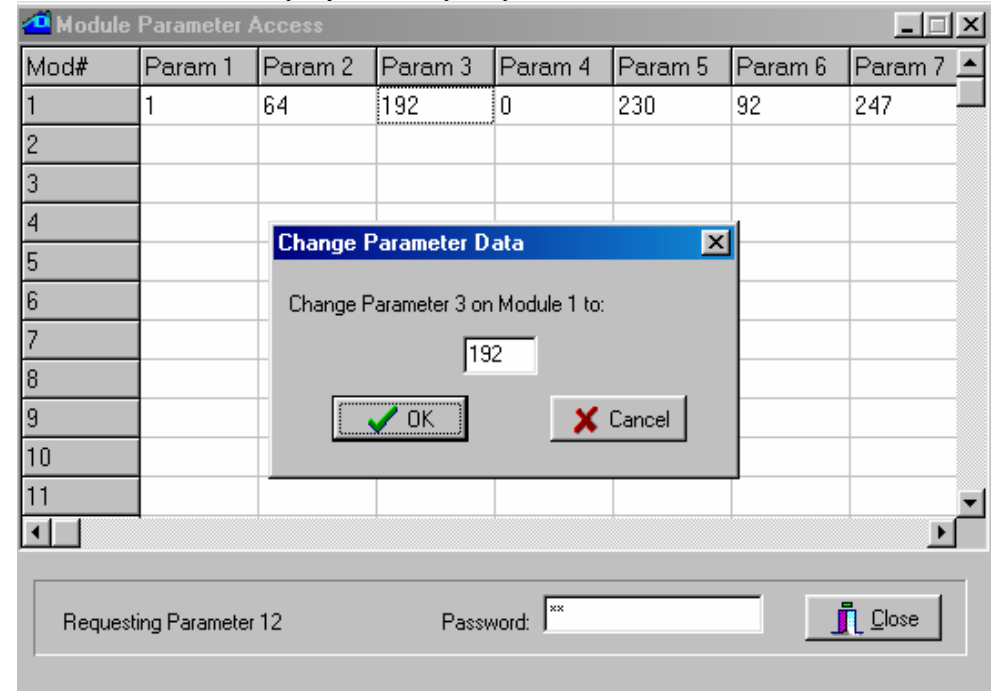 Module Parameter Access
Mod# Param 1 Param 2 Param 3 Param 4 Param 5 Param 6 Param 7
1 1 64 192 0 230 92 247
2
3
4
Change Parameter Data
5
6
Change Parameter 3 on Module 1 to:
7
192
8
9
OK Cancel
10
11
Requesting Parameter 12 Password: ** Close